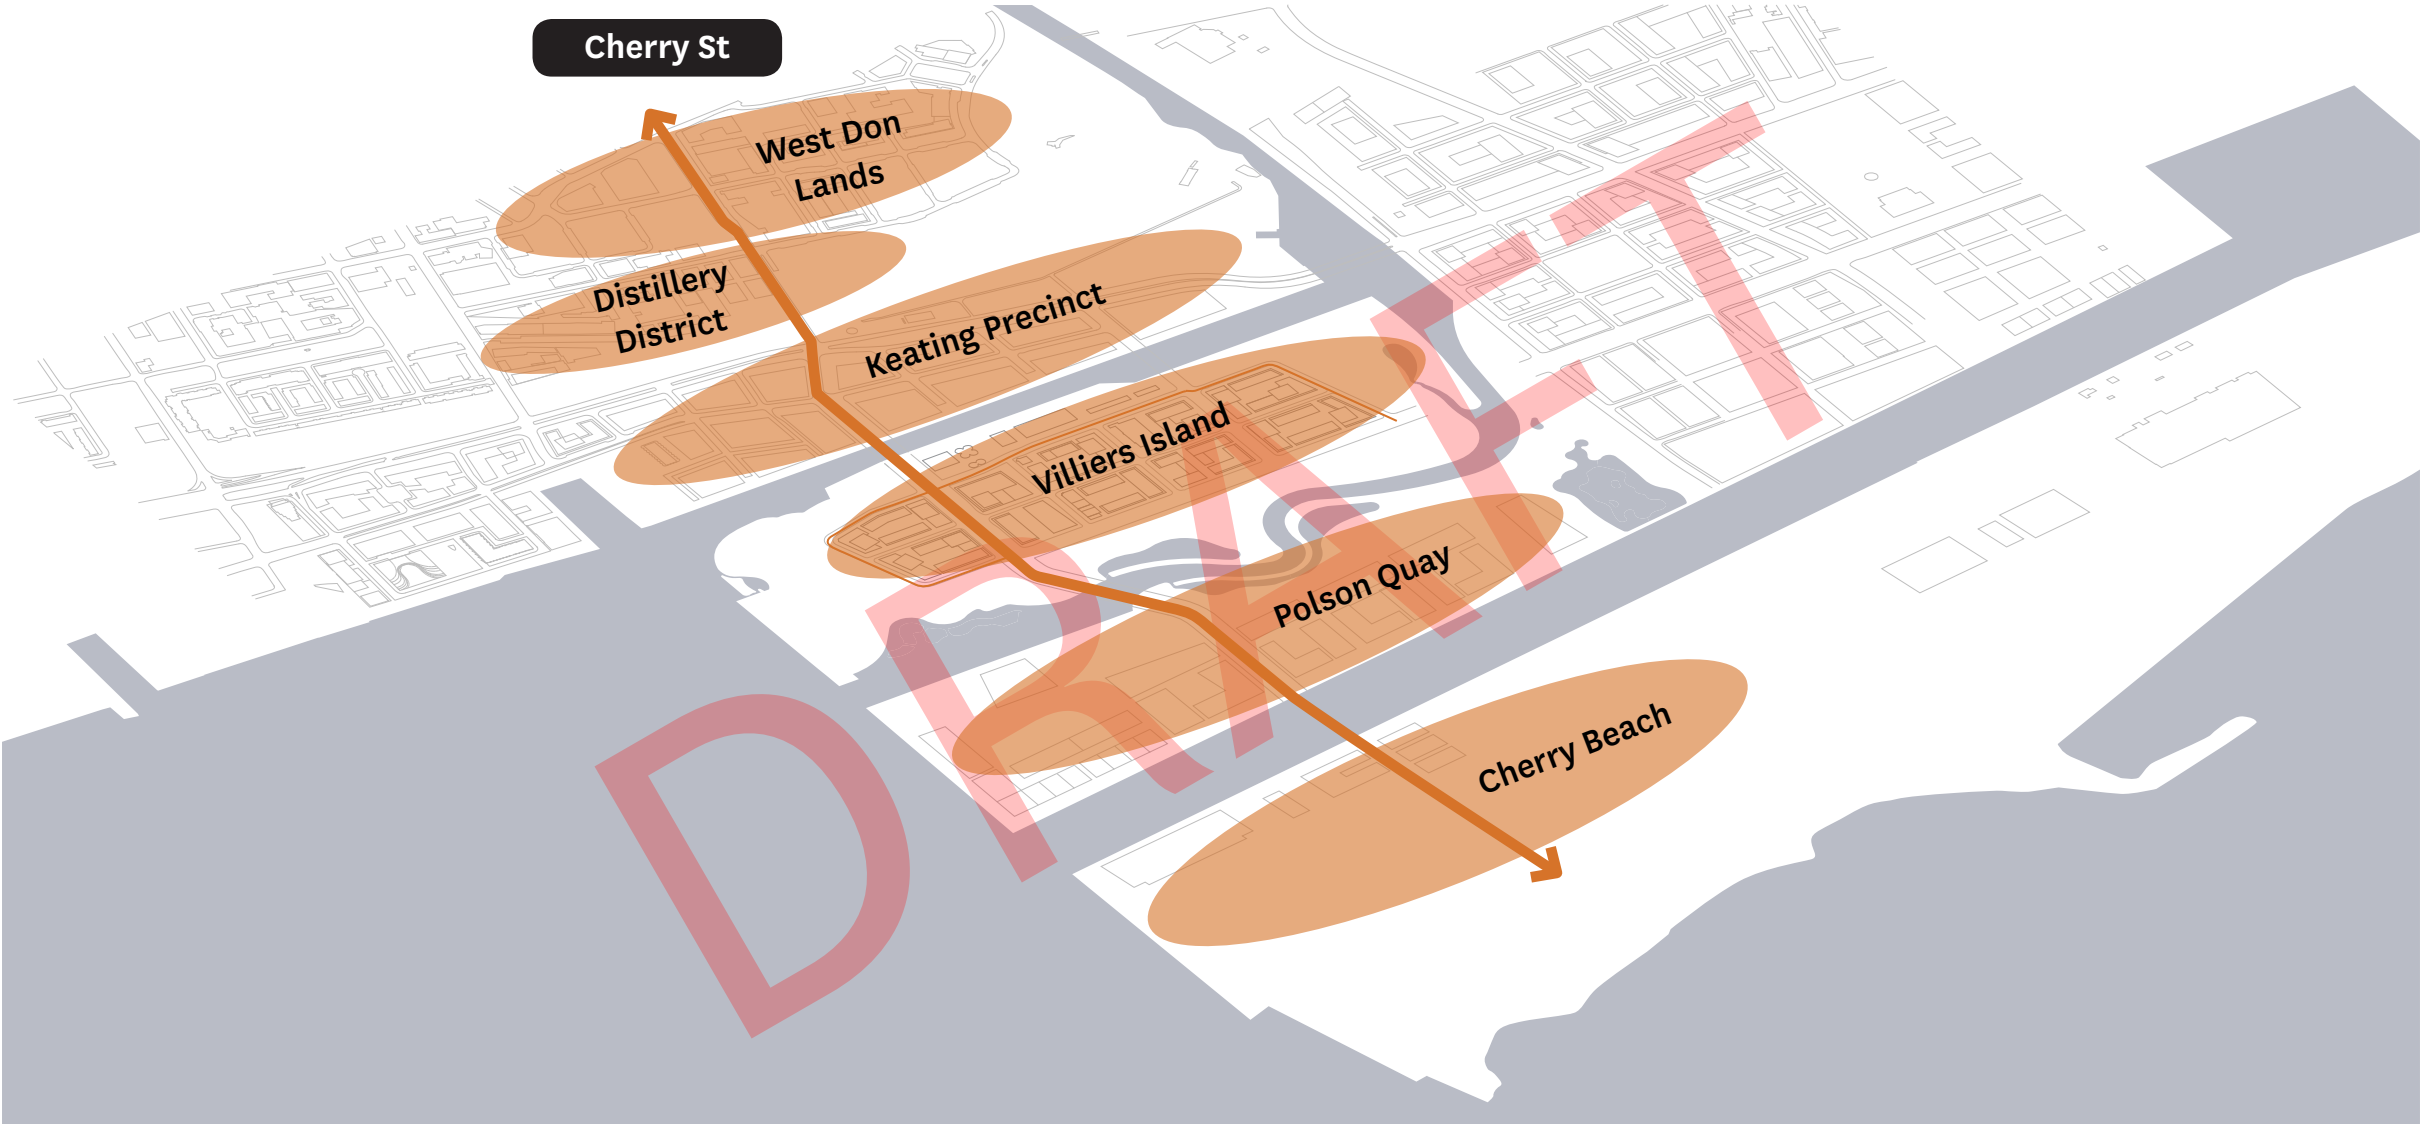 Cherry St
West Don
Lands
Distillery
District
Keating Precinct
Villiers Island
Polson Quay
Cherry Beach
DRAFT